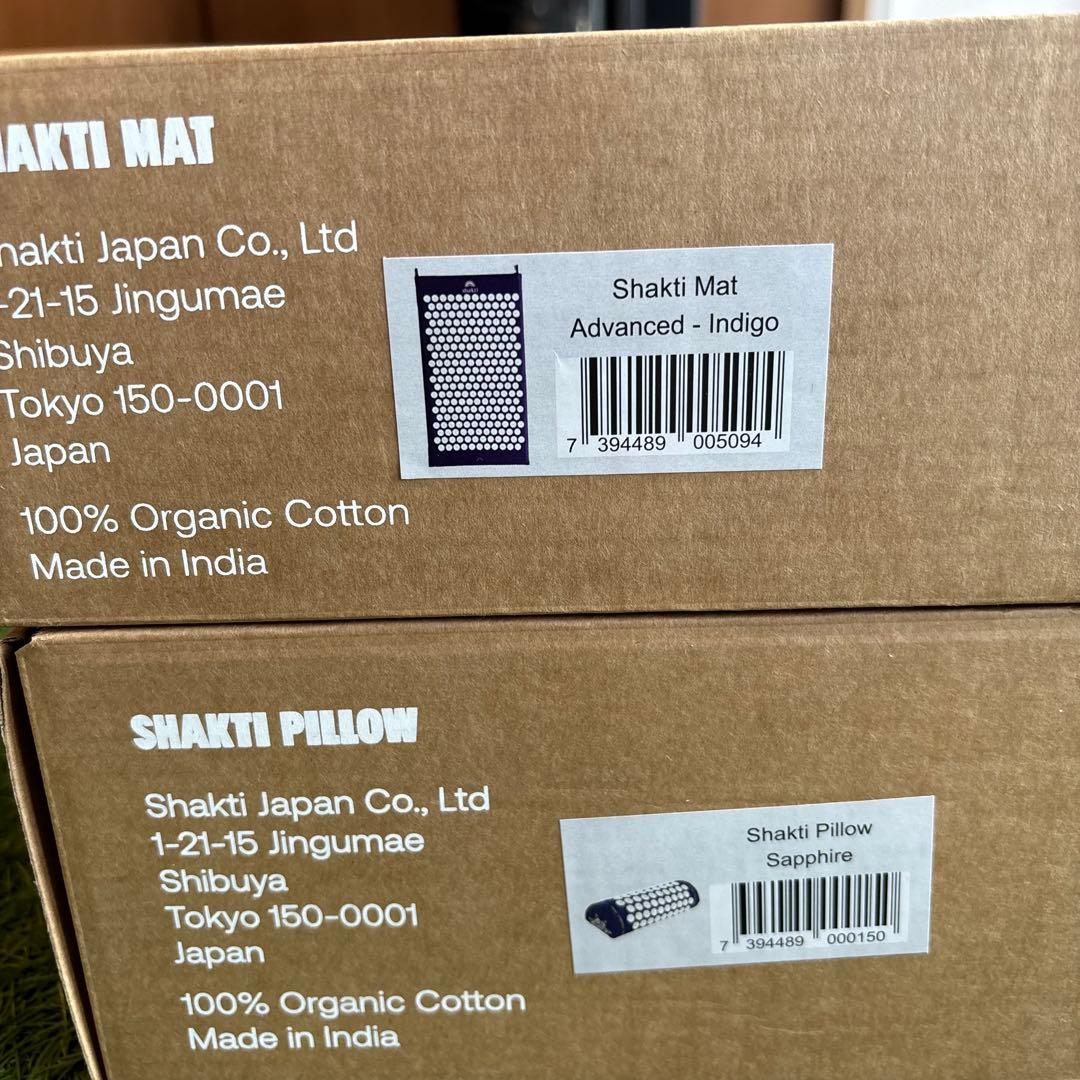 AKTI MAT
hakti Japan Co., Ltd
-21-15 Jingumae
Shibuya
Tokyo 150-0001
Japan
100% Organic Cotton
Made in India
shakti
Shakti Mat
Advanced - Indigo
7 394489 005094
SHAKTI PILLOW
Shakti Japan Co., Ltd
1-21-15 Jingumae
Shibuya
Tokyo 150-0001
Japan
100% Organic Cotton
Made in India
Shakti Pillow
Sapphire
7 394489 000150